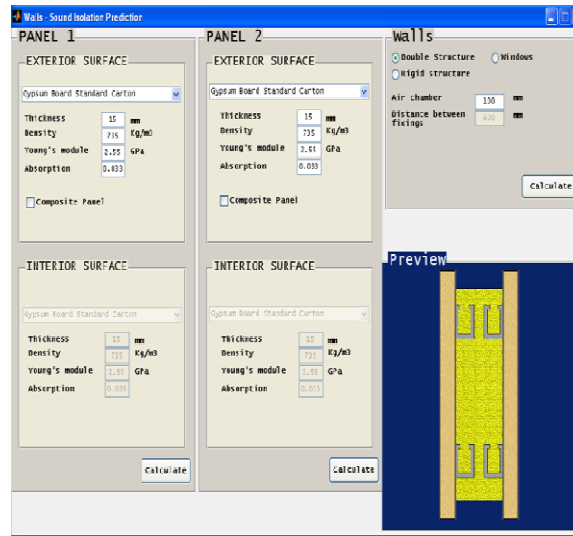 Walls - Sound Isolation Prediction
PANEL 1
EXTERIOR SURFACE
Gypsum Board Standard Carton
Thickness 15 mm
Density 735 Kg/m3
Young's module 2.55 GPa
Absorption 0.033
Composite Panel
INTERIOR SURFACE
Gypsum Board Standard Carton
Thickness 15 mm
Density 735 Kg/m3
Young's module 2.55 GPa
Absorption 0.033
Calculate
PANEL 2
EXTERIOR SURFACE
Gypsum Board Standard Carton
Thickness 15 mm
Density 735 Kg/m3
Young's module 2.55 GPa
Absorption 0.033
Composite Panel
INTERIOR SURFACE
Gypsum Board Standard Carton
Thickness 15 mm
Density 735 Kg/m3
Young's module 2.55 GPa
Absorption 0.033
Calculate
Walls
Double Structure Windows
Rigid structure
Air chamber 100 mm
Distance between mm
fixings
Calculate
Preview